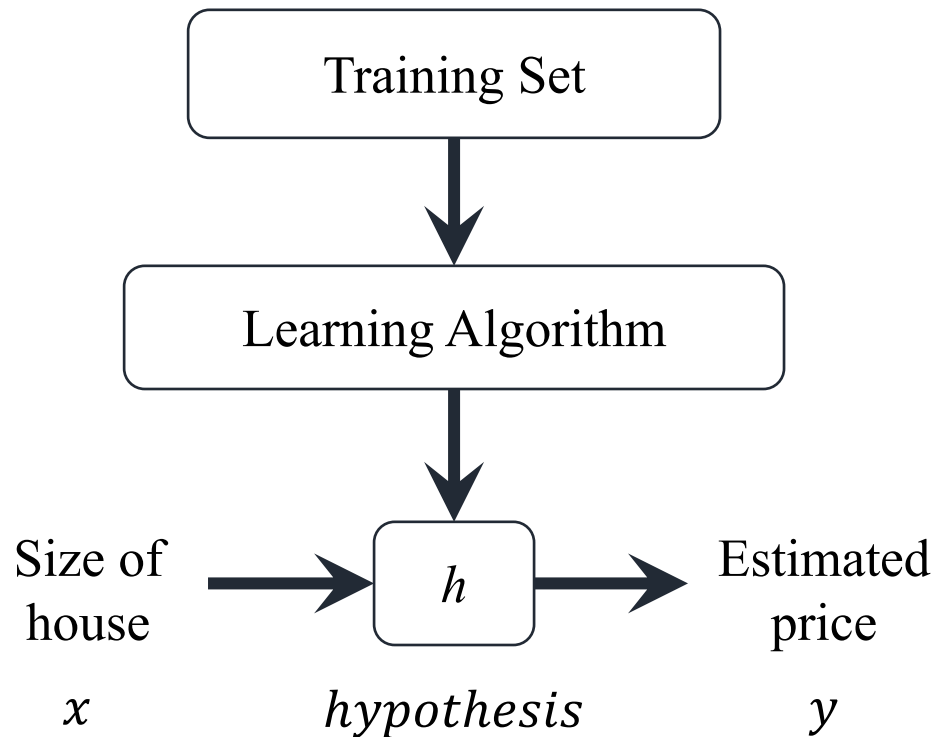 Training Set
Learning Algorithm
Size of
house
h
Estimated
price
x
hypothesis
y